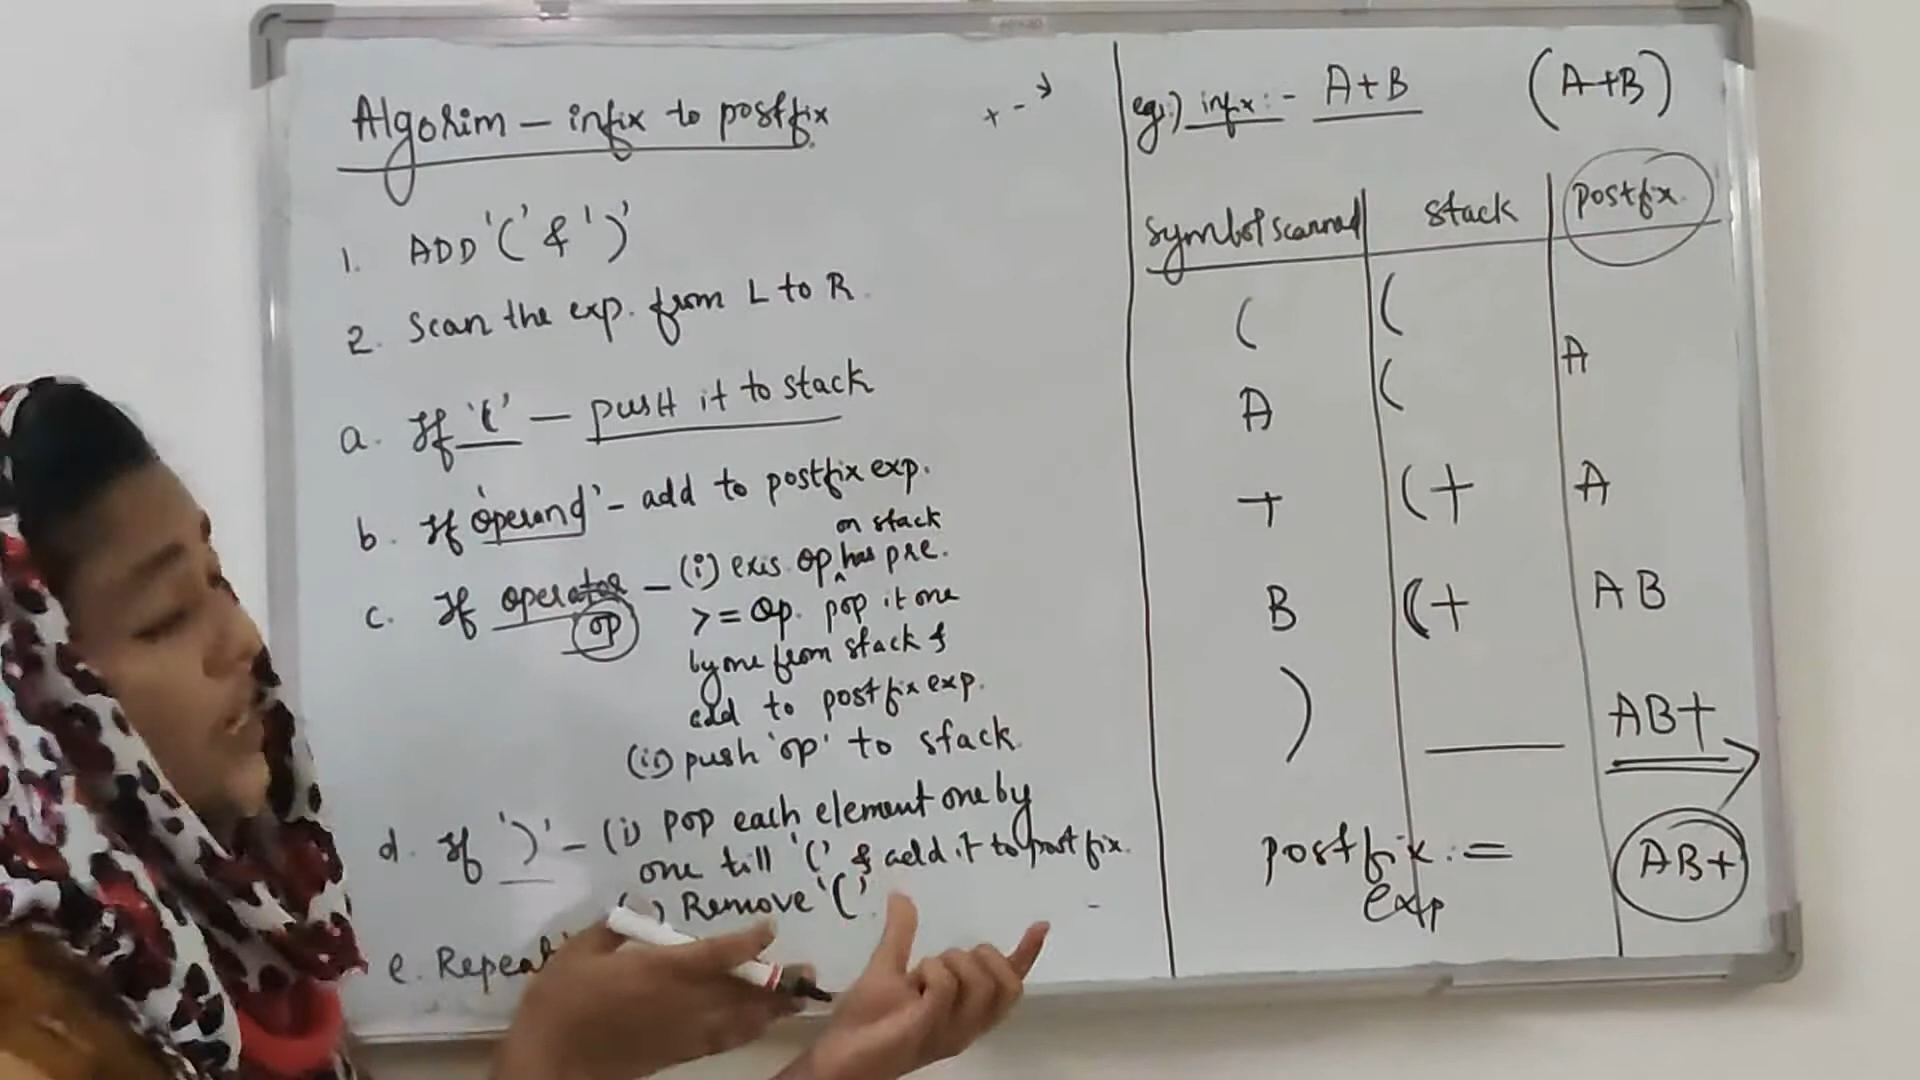 Algorim - infix to postfix
+ - →
1. ADD '(' & ')'
2. Scan the exp. from L to R.
a. If '(' - push it to stack
b. If 'operand' - add to postfix exp.
on stack
c. If operator - (i) exis. op has pre.
op >= op. pop it one
by one from stack &
add to postfix exp.
(ii) push 'op' to stack.
d. If ')' - (i) pop each element one by
one till '(' & add it to postfix.
Remove '('.
e. Repeat
eg:) infix :- A+B (A+B)
symbol scanned stack postfix
( (
A ( A
+ (+ A
B (+ AB
) — AB+
postfix := AB+
exp